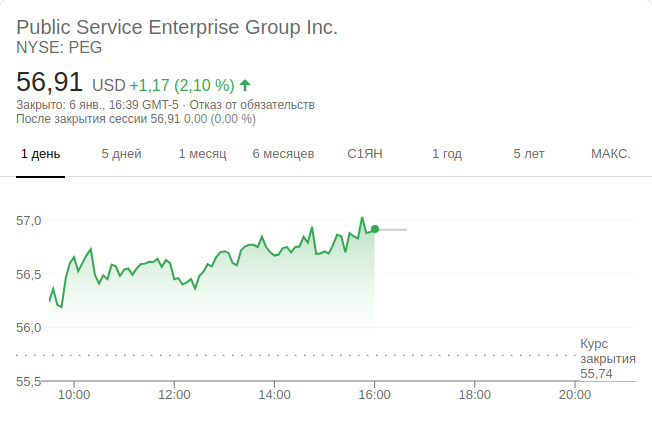 Public Service Enterprise Group Inc.
NYSE: PEG
56,91 USD +1,17 (2,10 %)
Закрыто: 6 янв., 16:39 GMT-5 · Отказ от обязательств
После закрытия сессии 56,91 0,00 (0,00 %)
1 день 5 дней 1 месяц 6 месяцев С1ЯН 1 год 5 лет МАКС.
57,0
56,5
56,0
Курс
закрытия
55,74
55,5
10:00 12:00 14:00 16:00 18:00 20:00